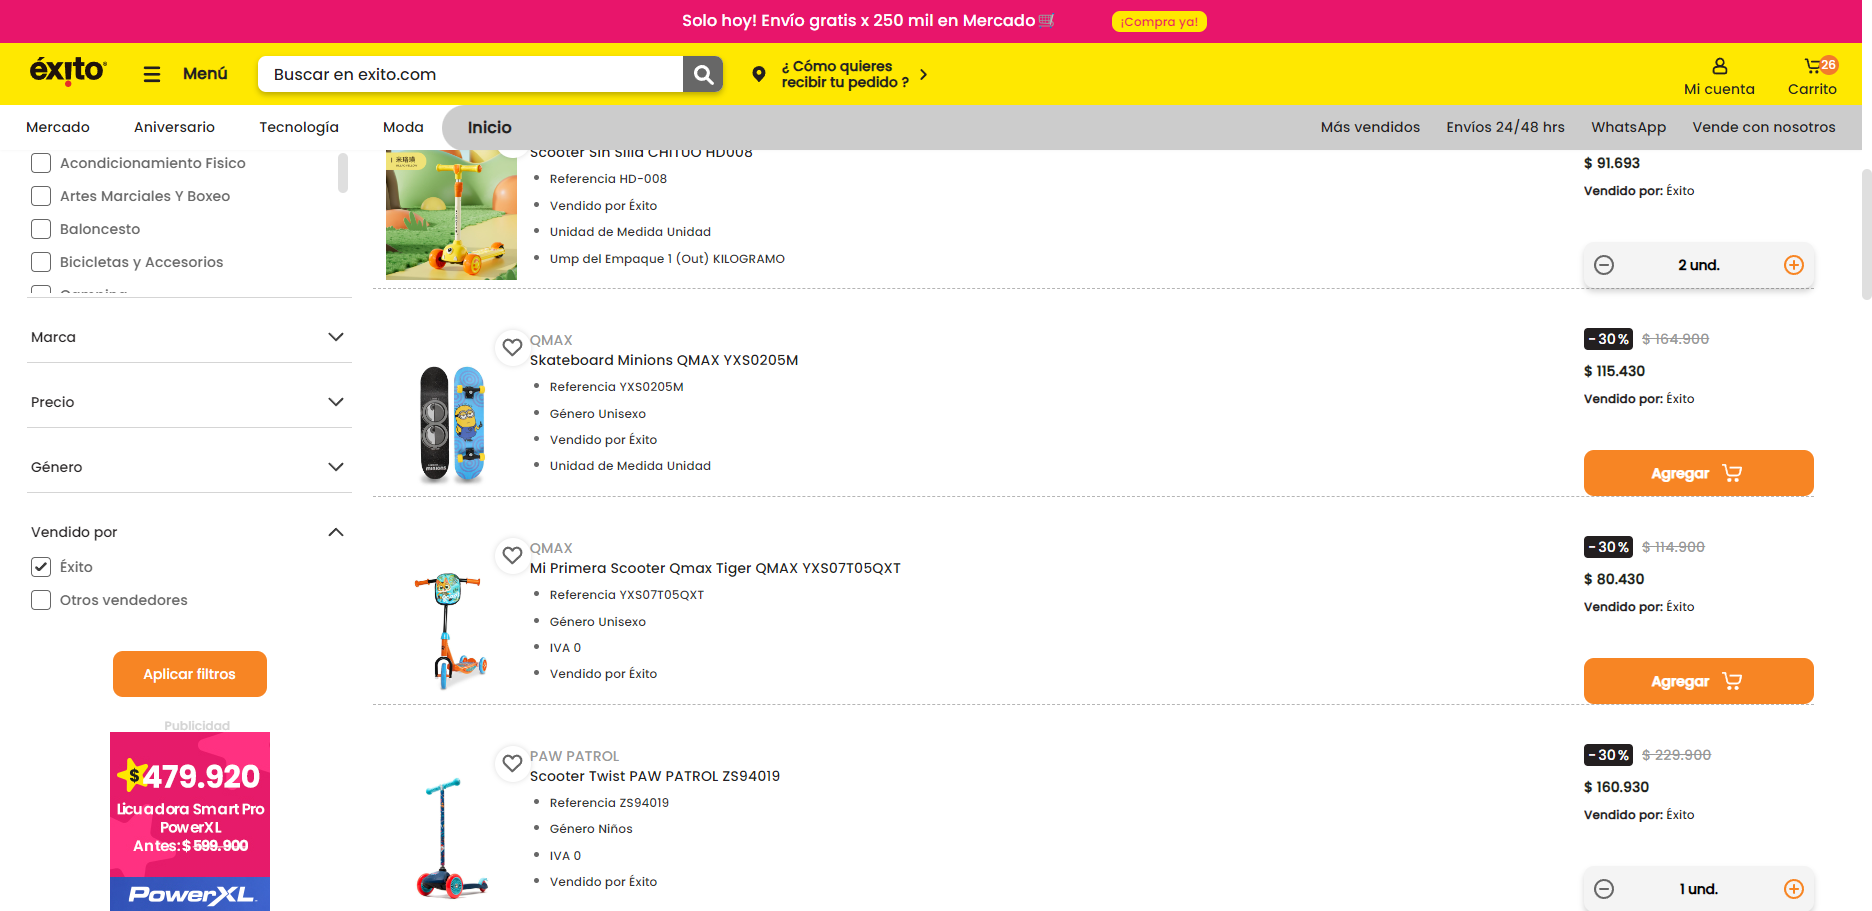 Solo hoy! Envío gratis x 250 mil en Mercado
¡Compra ya!
éxito
Menú
Buscar en exito.com
¿ Cómo quieres
recibir tu pedido ?
Mi cuenta
26
Carrito
Mercado
Aniversario
Tecnología
Moda
Inicio
Más vendidos
Envíos 24/48 hrs
WhatsApp
Vende con nosotros
Acondicionamiento Fisico
Artes Marciales Y Boxeo
Baloncesto
Bicicletas y Accesorios
Camping
Marca
Precio
Género
Vendido por
Éxito
Otros vendedores
Aplicar filtros
Publicidad
$479.920
Licuadora Smart Pro
PowerXL
Antes: $ 599.900
PowerXL
Scooter Sin Silla CHITUO HD008
Referencia HD-008
Vendido por Éxito
Unidad de Medida Unidad
Ump del Empaque 1 (Out) KILOGRAMO
$ 91.693
Vendido por: Éxito
2 und.
QMAX
Skateboard Minions QMAX YXS0205M
Referencia YXS0205M
Género Unisexo
Vendido por Éxito
Unidad de Medida Unidad
-30% $ 164.900
$ 115.430
Vendido por: Éxito
Agregar
QMAX
Mi Primera Scooter Qmax Tiger QMAX YXS07T05QXT
Referencia YXS07T05QXT
Género Unisexo
IVA 0
Vendido por Éxito
-30% $ 114.900
$ 80.430
Vendido por: Éxito
Agregar
PAW PATROL
Scooter Twist PAW PATROL ZS94019
Referencia ZS94019
Género Niños
IVA 0
Vendido por Éxito
-30% $ 229.900
$ 160.930
Vendido por: Éxito
1 und.